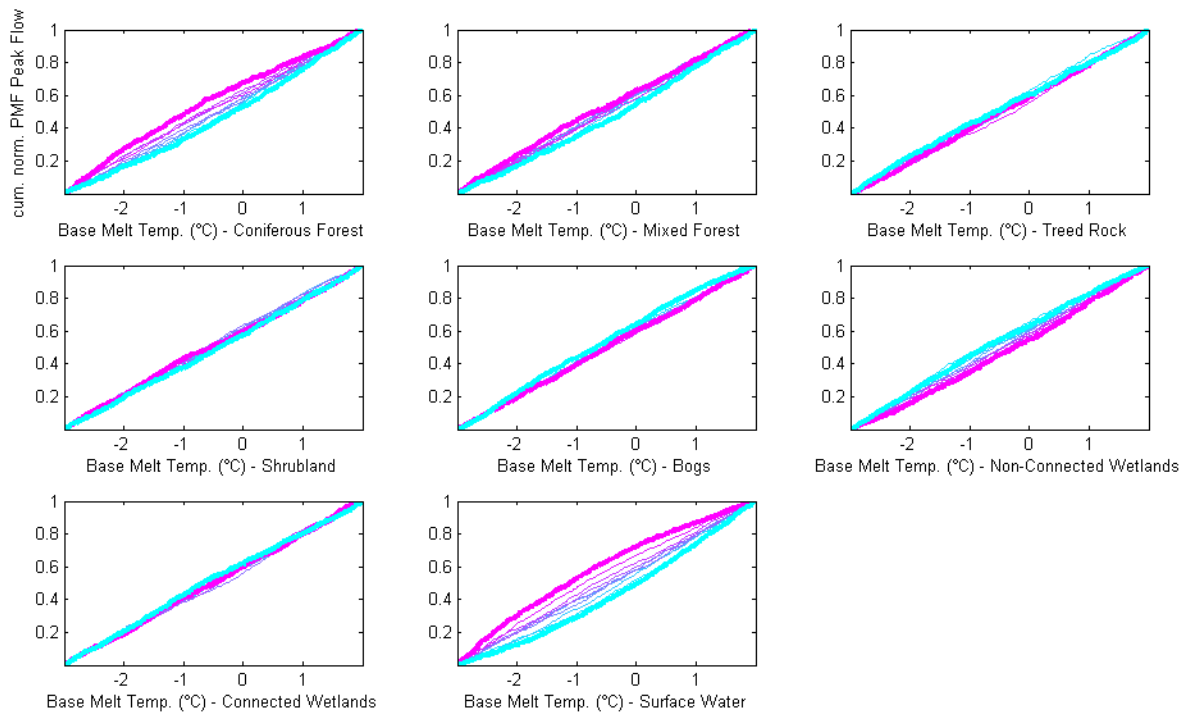 cum. norm. PMF Peak Flow
1
0.8
0.6
0.4
0.2
-2 -1 0 1
Base Melt Temp. (°C) - Coniferous Forest
1
0.8
0.6
0.4
0.2
-2 -1 0 1
Base Melt Temp. (°C) - Mixed Forest
1
0.8
0.6
0.4
0.2
-2 -1 0 1
Base Melt Temp. (°C) - Treed Rock
1
0.8
0.6
0.4
0.2
-2 -1 0 1
Base Melt Temp. (°C) - Shrubland
1
0.8
0.6
0.4
0.2
-2 -1 0 1
Base Melt Temp. (°C) - Bogs
1
0.8
0.6
0.4
0.2
-2 -1 0 1
Base Melt Temp. (°C) - Non-Connected Wetlands
1
0.8
0.6
0.4
0.2
-2 -1 0 1
Base Melt Temp. (°C) - Connected Wetlands
1
0.8
0.6
0.4
0.2
-2 -1 0 1
Base Melt Temp. (°C) - Surface Water